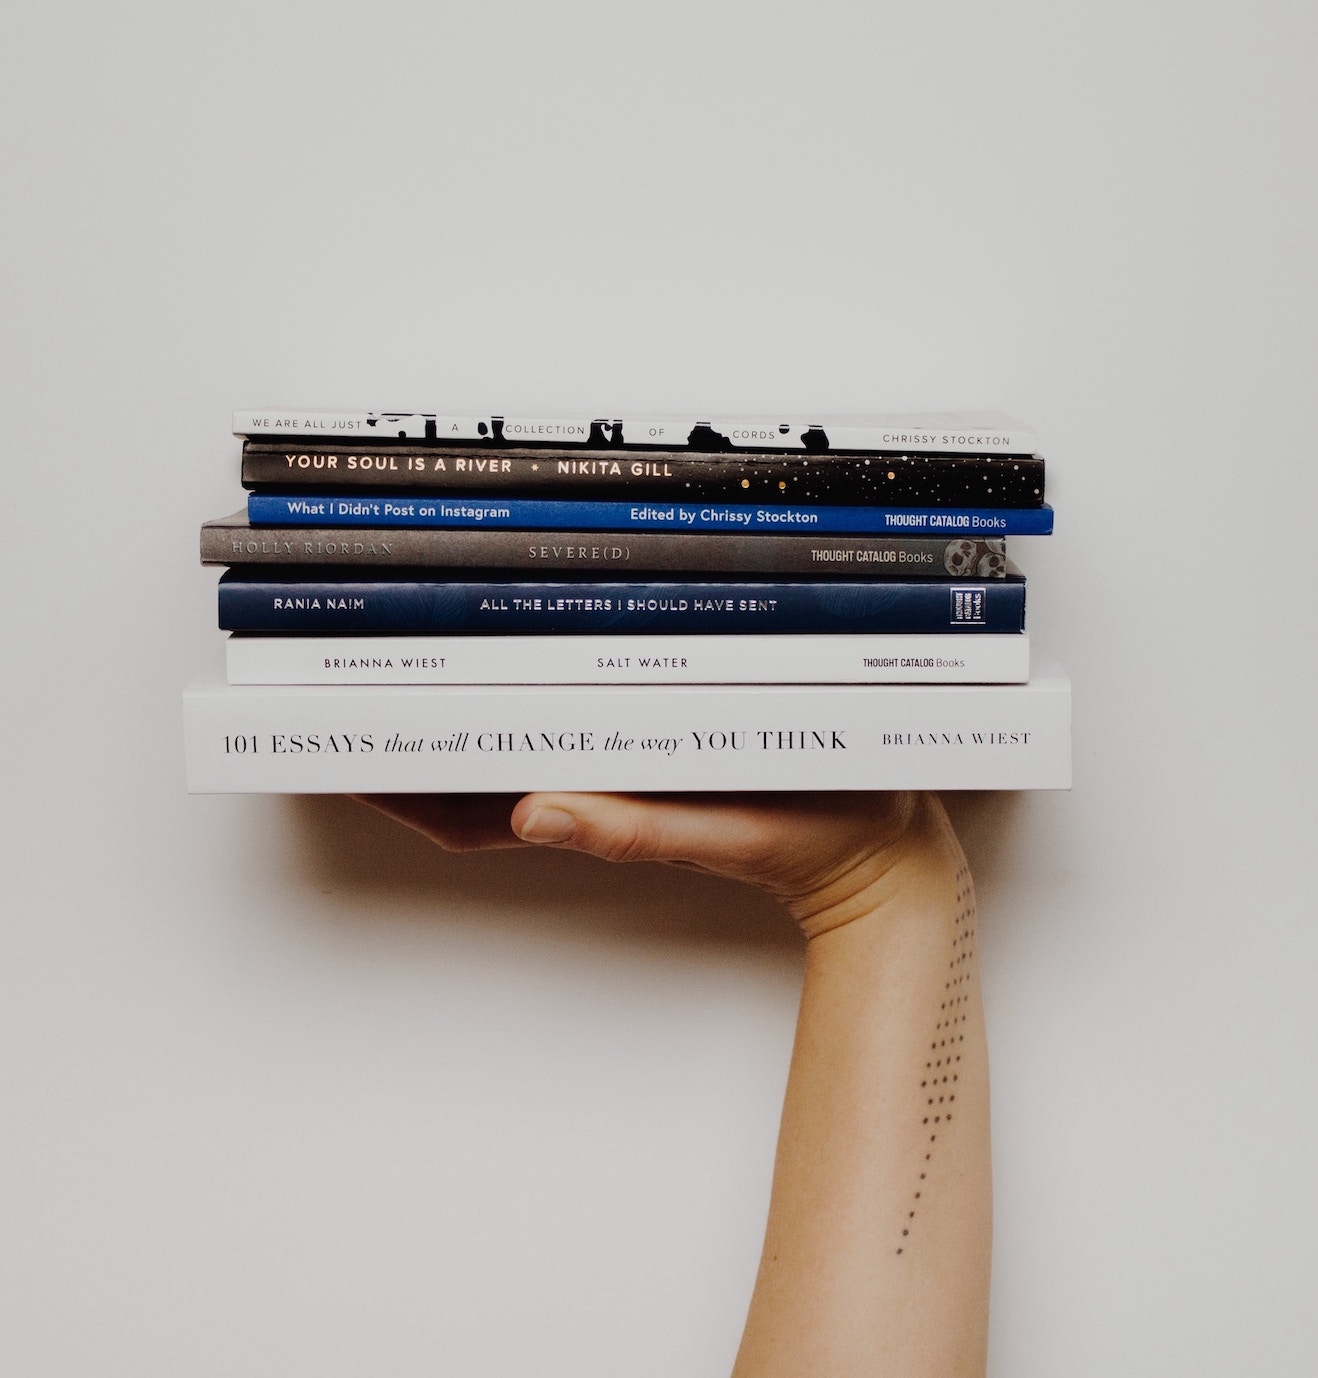 WE ARE ALL JUST A COLLECTION OF CORDS CHRISSY STOCKTON
YOUR SOUL IS A RIVER * NIKITA GILL
What I Didn't Post on Instagram Edited by Chrissy Stockton THOUGHT CATALOG Books
HOLLY RIORDAN SEVERE(D) THOUGHT CATALOG Books
RANIA NAIM ALL THE LETTERS I SHOULD HAVE SENT THOUGHT CATALOG Books
BRIANNA WIEST SALT WATER THOUGHT CATALOG Books
101 ESSAYS that will CHANGE the way YOU THINK BRIANNA WIEST